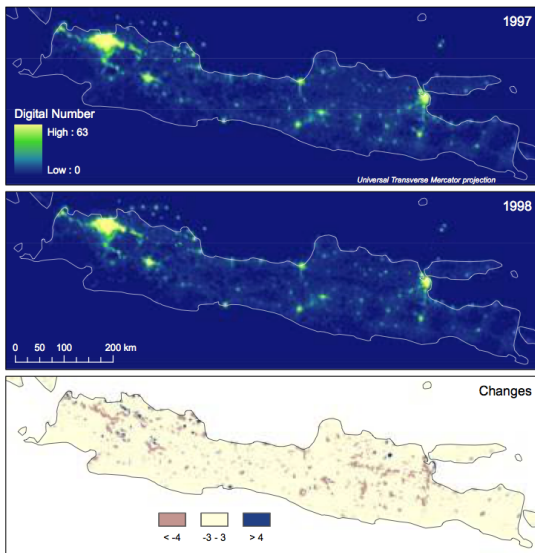 1997
Digital Number
High : 63
Low : 0
Universal Transverse Mercator projection
1998
0 50 100 200 km
Changes
< -4 -3 - 3 > 4